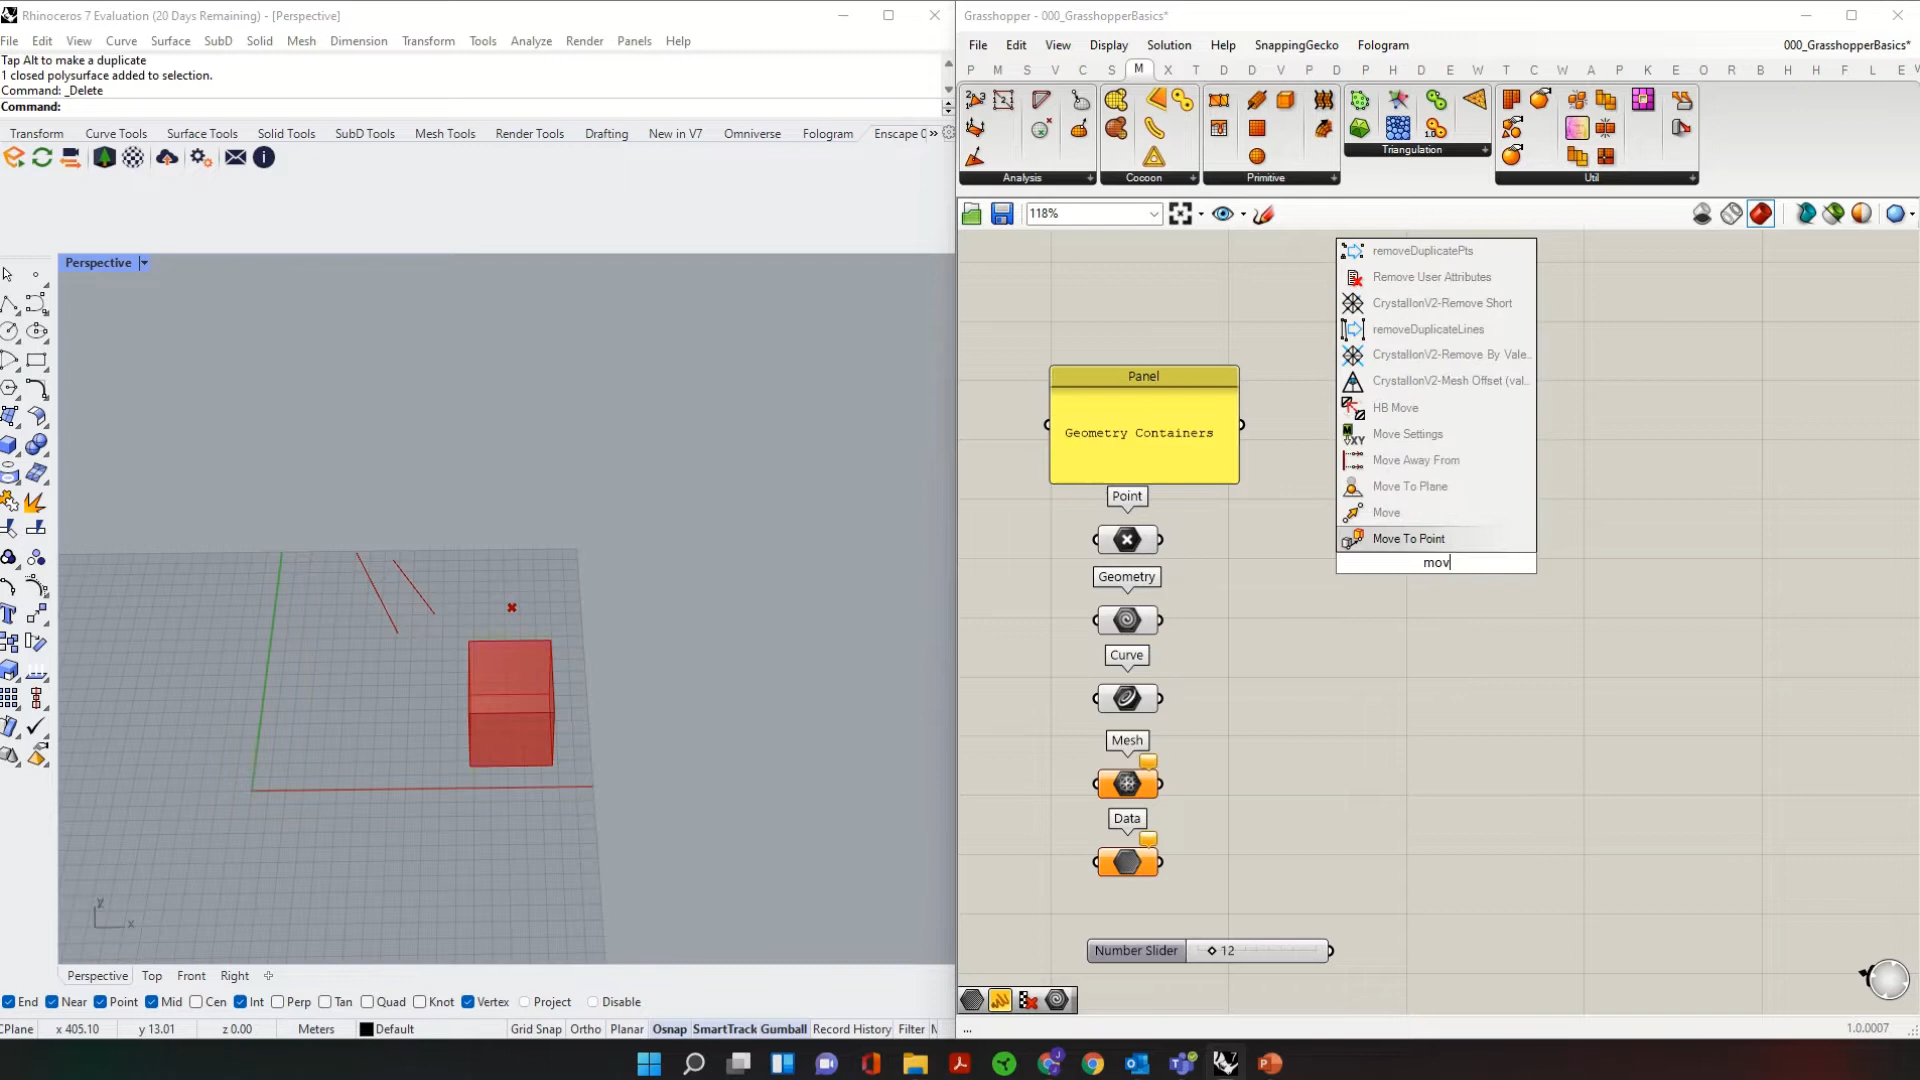 Rhinoceros 7 Evaluation (20 Days Remaining) - [Perspective]
File Edit View Curve Surface SubD Solid Mesh Dimension Transform Tools Analyze Render Panels Help
Tap Alt to make a duplicate
1 closed polysurface added to selection.
Command: _Delete
Command:
Transform Curve Tools Surface Tools Solid Tools SubD Tools Mesh Tools Render Tools Drafting New in V7 Omniverse Fologram Enscape
Perspective
y
x
Perspective Top Front Right
End Near Point Mid Cen Int Perp Tan Quad Knot Vertex Project Disable
CPlane x 405.10 y 13.01 z 0.00 Meters Default Grid Snap Ortho Planar Osnap SmartTrack Gumball Record History Filter
Grasshopper - 000_GrasshopperBasics*
File Edit View Display Solution Help SnappingGecko Fologram 000_GrasshopperBasics*
P M S V C S M X T D D V P D P H D E W T C W A P K E O R B H H F L E V
Analysis Cocoon Primitive Triangulation Util
118%
removeDuplicatePts
Remove User Attributes
CrystallonV2-Remove Short
removeDuplicateLines
CrystallonV2-Remove By Vale...
CrystallonV2-Mesh Offset (val...
HB Move
Move Settings
Move Away From
Move To Plane
Move
Move To Point
mov
Panel
Geometry Containers
Point
Geometry
Curve
Mesh
Data
Number Slider 12
... 1.0.0007